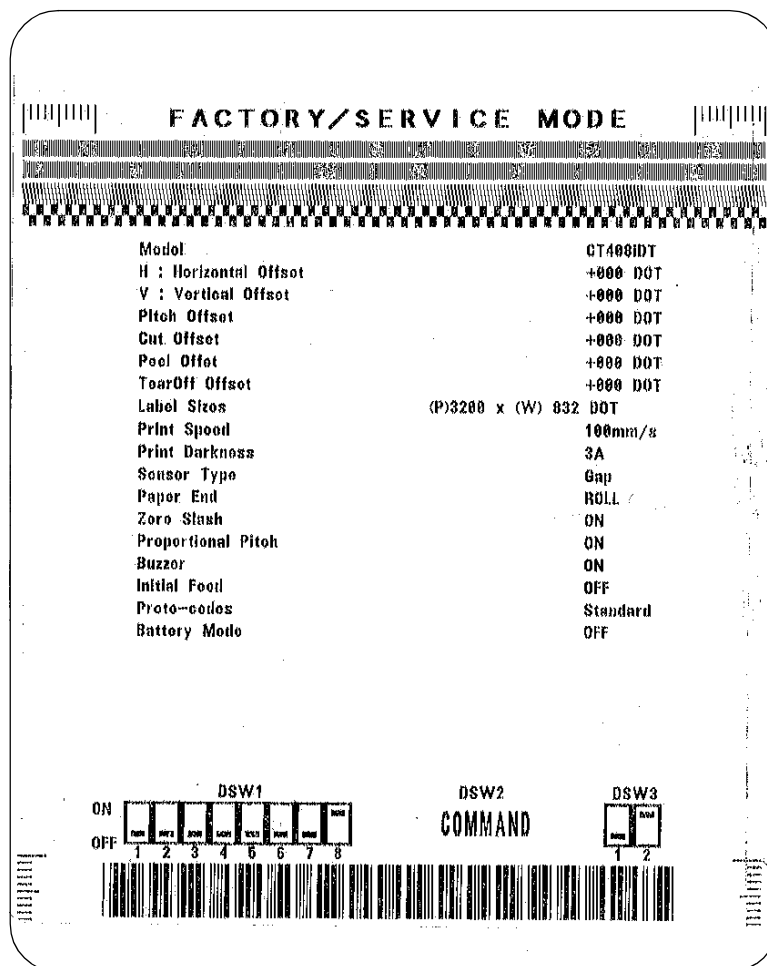 FACTORY/SERVICE MODE
Model CT408iDT
H : Horizontal Offset +000 DOT
V : Vertical Offset +000 DOT
Pitch Offset +000 DOT
Cut Offset +000 DOT
Peel Offet +000 DOT
TearOff Offset +000 DOT
Label Sizes (P)3200 x (W) 832 DOT
Print Speed 100mm/s
Print Darkness 3A
Sensor Type Gap
Paper End ROLL
Zero Slash ON
Proportional Pitch ON
Buzzer ON
Initial Feed OFF
Proto-codes Standard
Battery Mode OFF
DSW1 DSW2 DSW3
ON
COMMAND
OFF
1 2 3 4 5 6 7 8 1 2